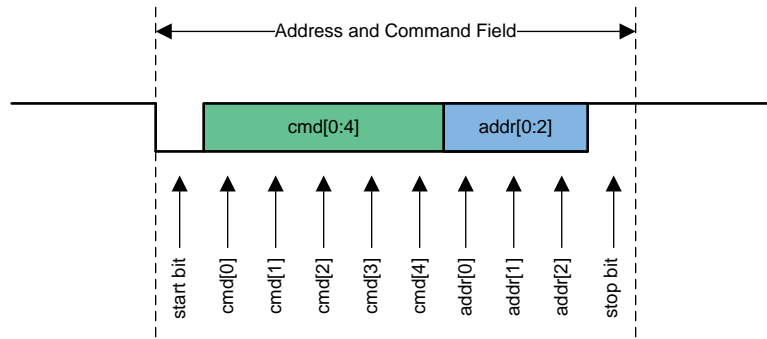 Address and Command Field
cmd[0:4]
addr[0:2]
start bit
cmd[0]
cmd[1]
cmd[2]
cmd[3]
cmd[4]
addr[0]
addr[1]
addr[2]
stop bit